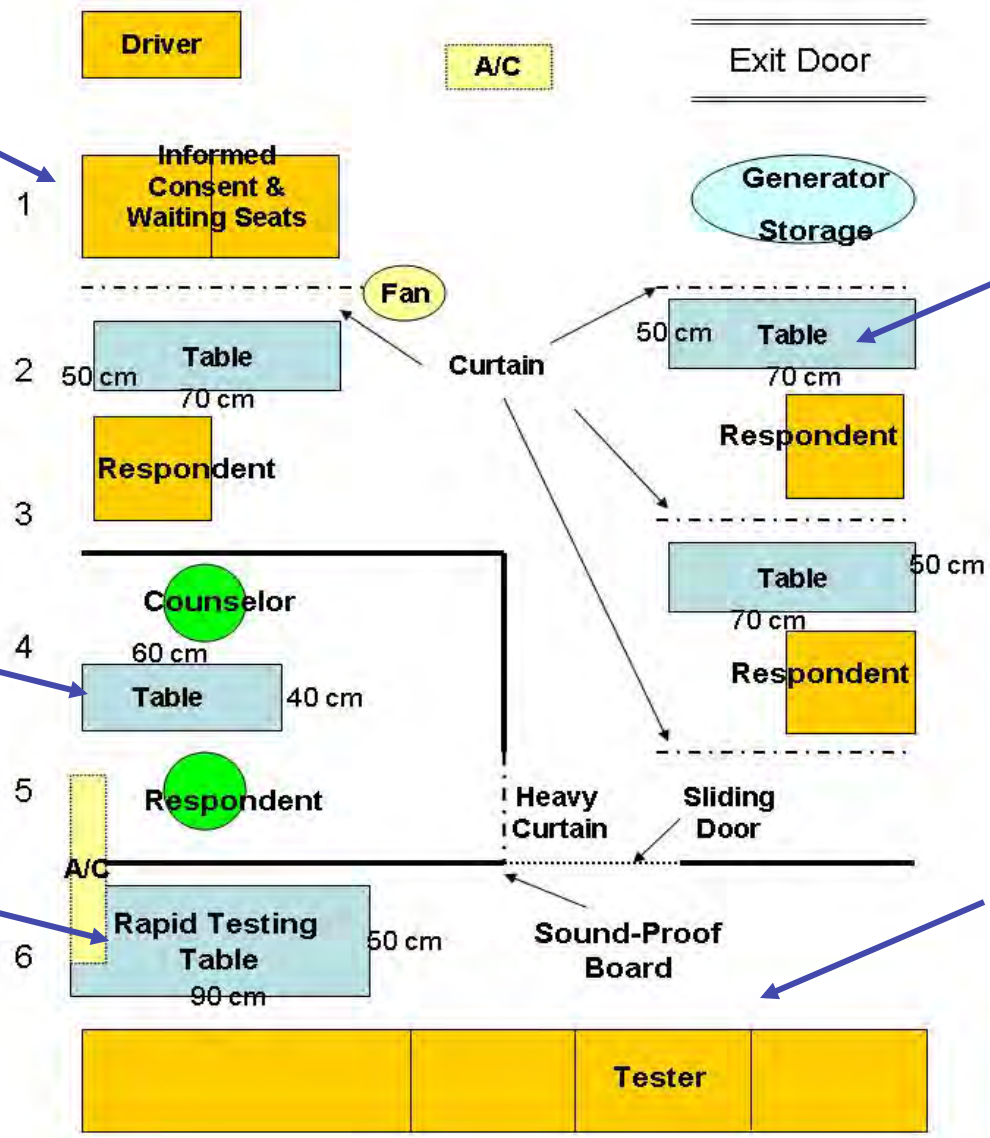 Driver
A/C
Exit Door
1
Informed
Consent &
Waiting Seats
Generator
Storage
Fan
2
50 cm
Table
70 cm
Curtain
50 cm
Table
70 cm
Respondent
Respondent
3
Counselor
4
60 cm
Table
40 cm
Table
50 cm
70 cm
Respondent
5
Respondent
Heavy
Curtain
Sliding
Door
A/C
6
Rapid Testing
Table
50 cm
90 cm
Sound-Proof
Board
Tester